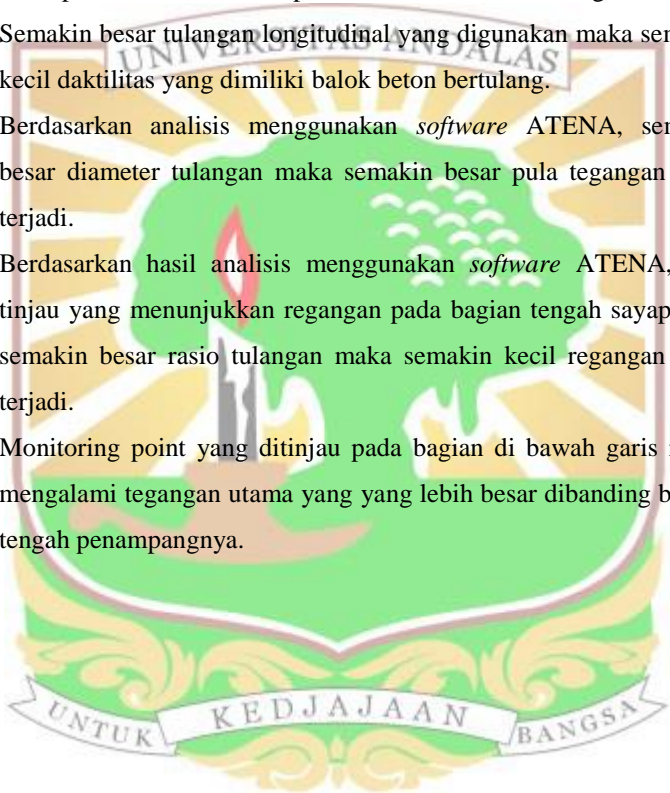 Semakin besar tulangan longitudinal yang digunakan maka sem
kecil daktilitas yang dimiliki balok beton bertulang.
Berdasarkan analisis menggunakan software ATENA, sem
besar diameter tulangan maka semakin besar pula tegangan
terjadi.
Berdasarkan hasil analisis menggunakan software ATENA,
tinjau yang menunjukkan regangan pada bagian tengah sayap
semakin besar rasio tulangan maka semakin kecil regangan
terjadi.
Monitoring point yang ditinjau pada bagian di bawah garis
mengalami tegangan utama yang yang lebih besar dibanding b
tengah penampangnya.
UNIVERSITAS ANDALAS
UNTUK KEDJAJAAN BANGSA